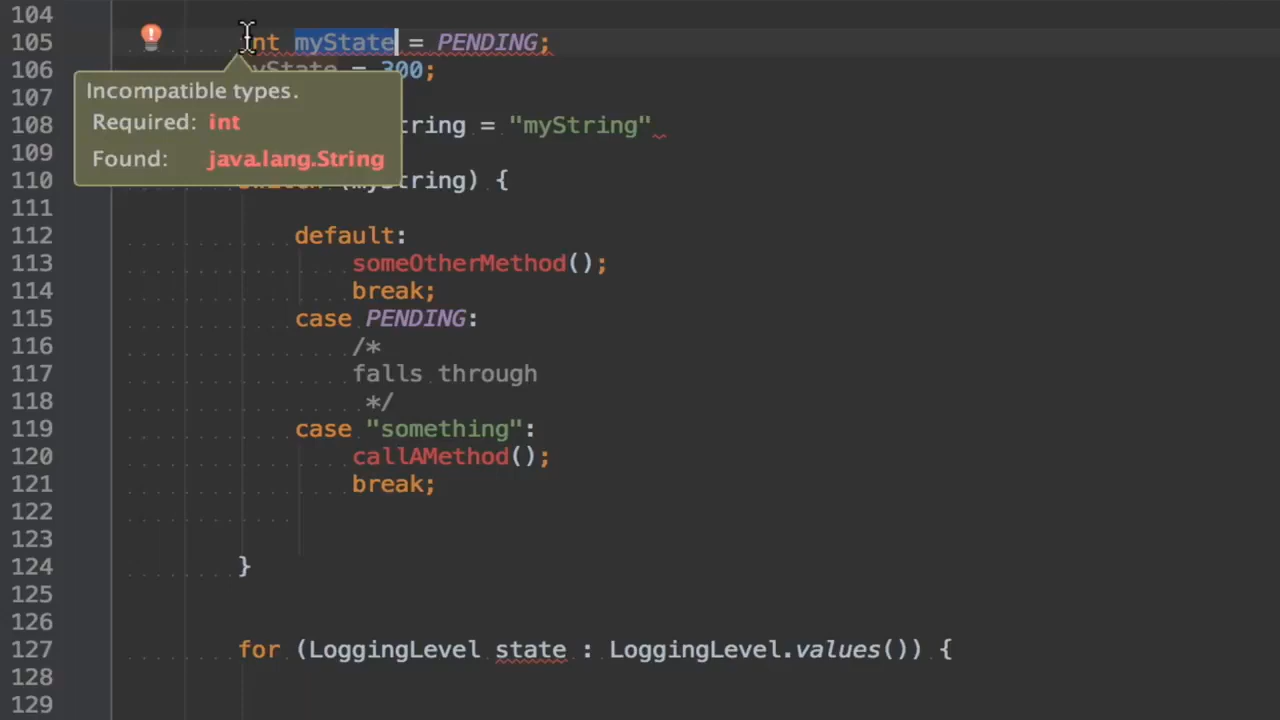 104
105 int myState = PENDING;
106 yState = 300;
Incompatible types.
Required: int
Found: java.lang.String
107
108 tring = "myString"
109
110 switch (myString) {
111
112 default:
113 someOtherMethod();
114 break;
115 case PENDING:
116 /*
117 falls through
118 */
119 case "something":
120 callAMethod();
121 break;
122
123
124 }
125
126
127 for (LoggingLevel state : LoggingLevel.values()) {
128
129